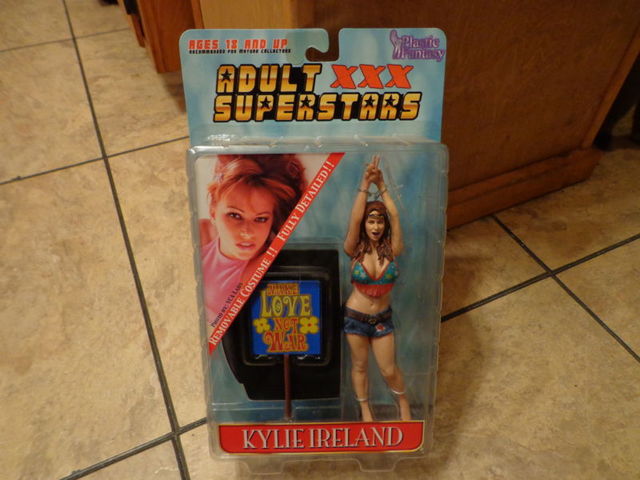 AGES 18 AND UP
RECOMMENDED FOR MATURE COLLECTORS
Plastic
Fantasy
ADULT XXX
SUPERSTARS
REMOVABLE COSTUME !! FULLY DETAILED!!
MAKE
LOVE
NOT
WAR
KYLIE IRELAND